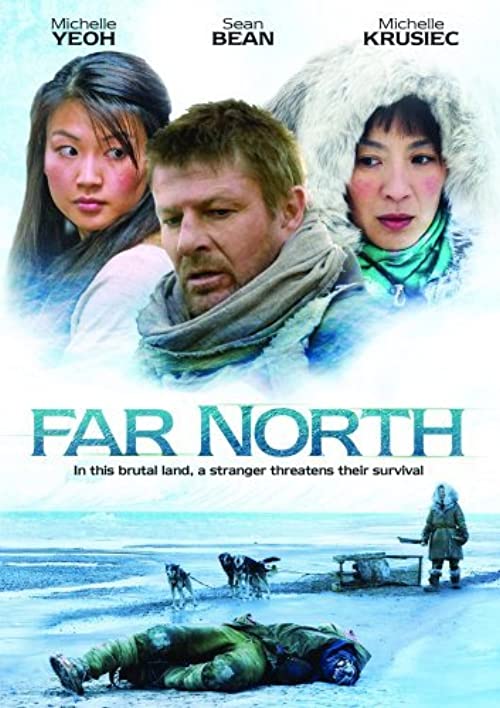 Michelle Sean Michelle
YEOH BEAN KRUSIEC
FAR NORTH
In this brutal land, a stranger threatens their survival